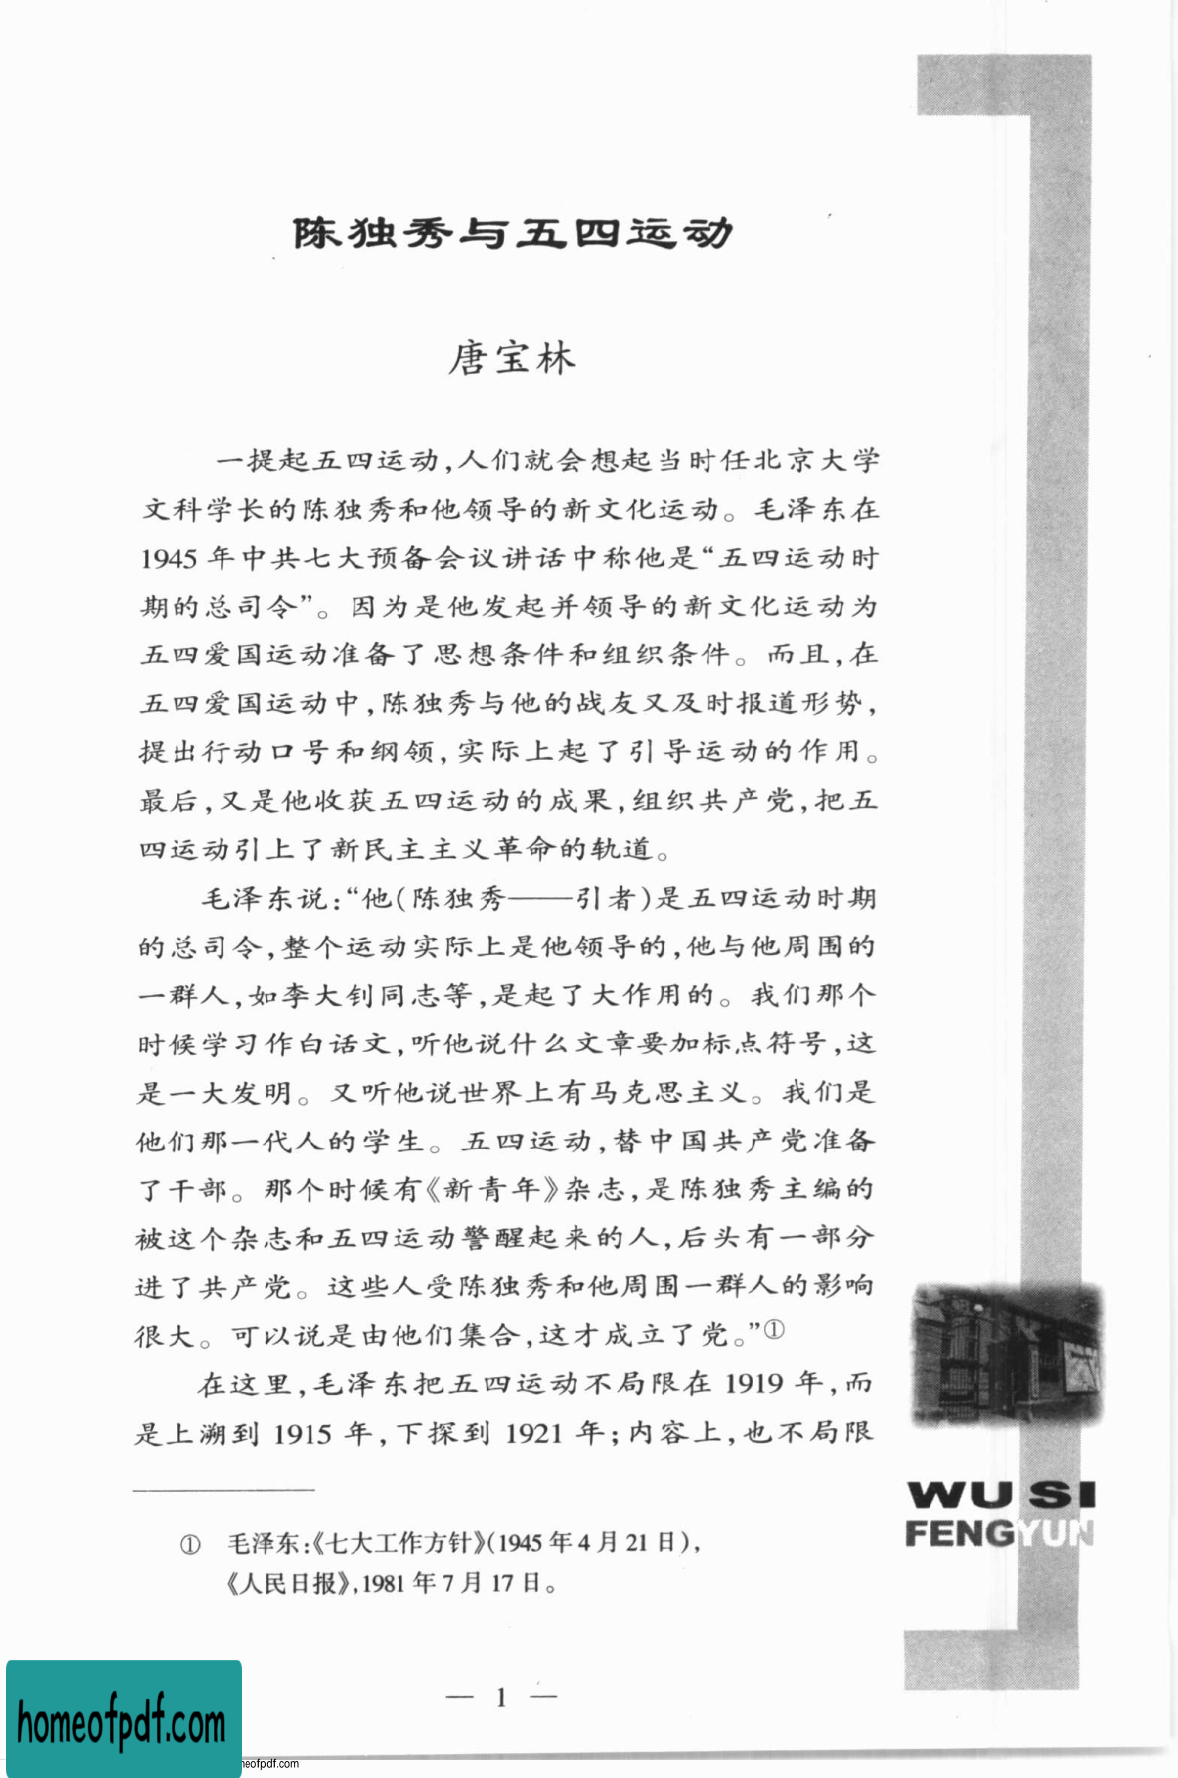 陈独秀与五四运动
唐宝林
一提起五四运动,人们就会想起当时任北京大学
文科学长的陈独秀和他领导的新文化运动。毛泽东在
1945年中共七大预备会议讲话中称他是“五四运动时
期的总司令”。因为是他发起并领导的新文化运动为
五四爱国运动准备了思想条件和组织条件。而且,在
五四爱国运动中,陈独秀与他的战友又及时报道形势,
提出行动口号和纲领,实际上起了引导运动的作用。
最后,又是他收获五四运动的成果,组织共产党,把五
四运动引上了新民主主义革命的轨道。
毛泽东说:“他(陈独秀——引者)是五四运动时期
的总司令,整个运动实际上是他领导的,他与他周围的
一群人,如李大钊同志等,是起了大作用的。我们那个
时候学习作白话文,听他说什么文章要加标点符号,这
是一大发明。又听他说世界上有马克思主义。我们是
他们那一代人的学生。五四运动,替中国共产党准备
了干部。那个时候有《新青年》杂志,是陈独秀主编的
被这个杂志和五四运动警醒起来的人,后头有一部分
进了共产党。这些人受陈独秀和他周围一群人的影响
很大。可以说是由他们集合,这才成立了党。”①
在这里,毛泽东把五四运动不局限在1919年,而
是上溯到1915年,下探到1921年;内容上,也不局限
① 毛泽东:《七大工作方针》(1945年4月21日),
《人民日报》,1981年7月17日。
— 1 —
WU SI
FENGYUN
homeofpdf.com
neofpdf.com